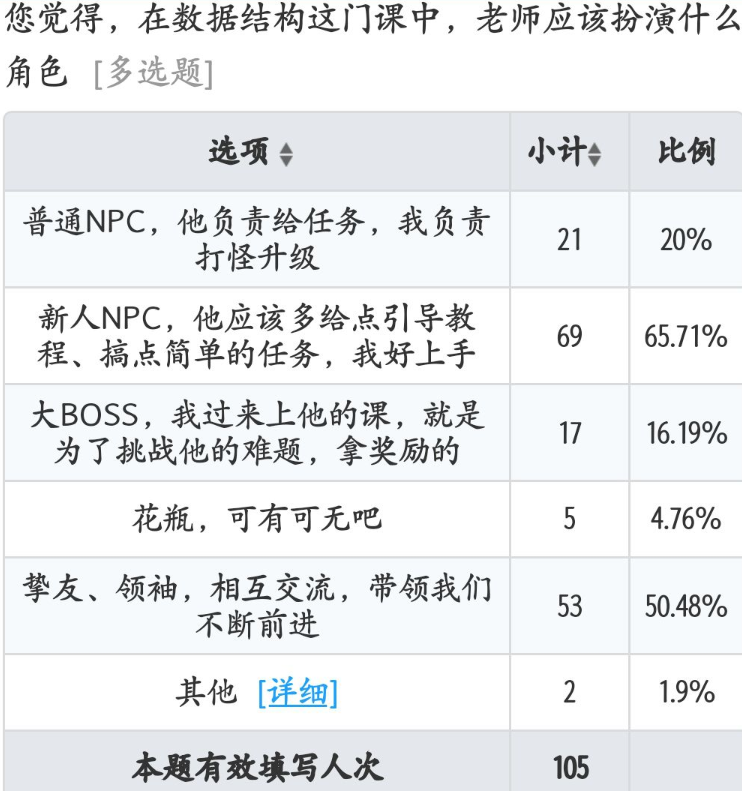 您觉得，在数据结构这门课中，老师应该扮演什么
角色 [多选题]
选项 小计 比例
普通NPC，他负责给任务，我负责
打怪升级
21 20%
新人NPC，他应该多给点引导教
程、搞点简单的任务，我好上手
69 65.71%
大BOSS，我过来上他的课，就是
为了挑战他的难题，拿奖励的
17 16.19%
花瓶，可有可无吧 5 4.76%
挚友、领袖，相互交流，带领我们
不断前进
53 50.48%
其他 [详细] 2 1.9%
本题有效填写人次 105